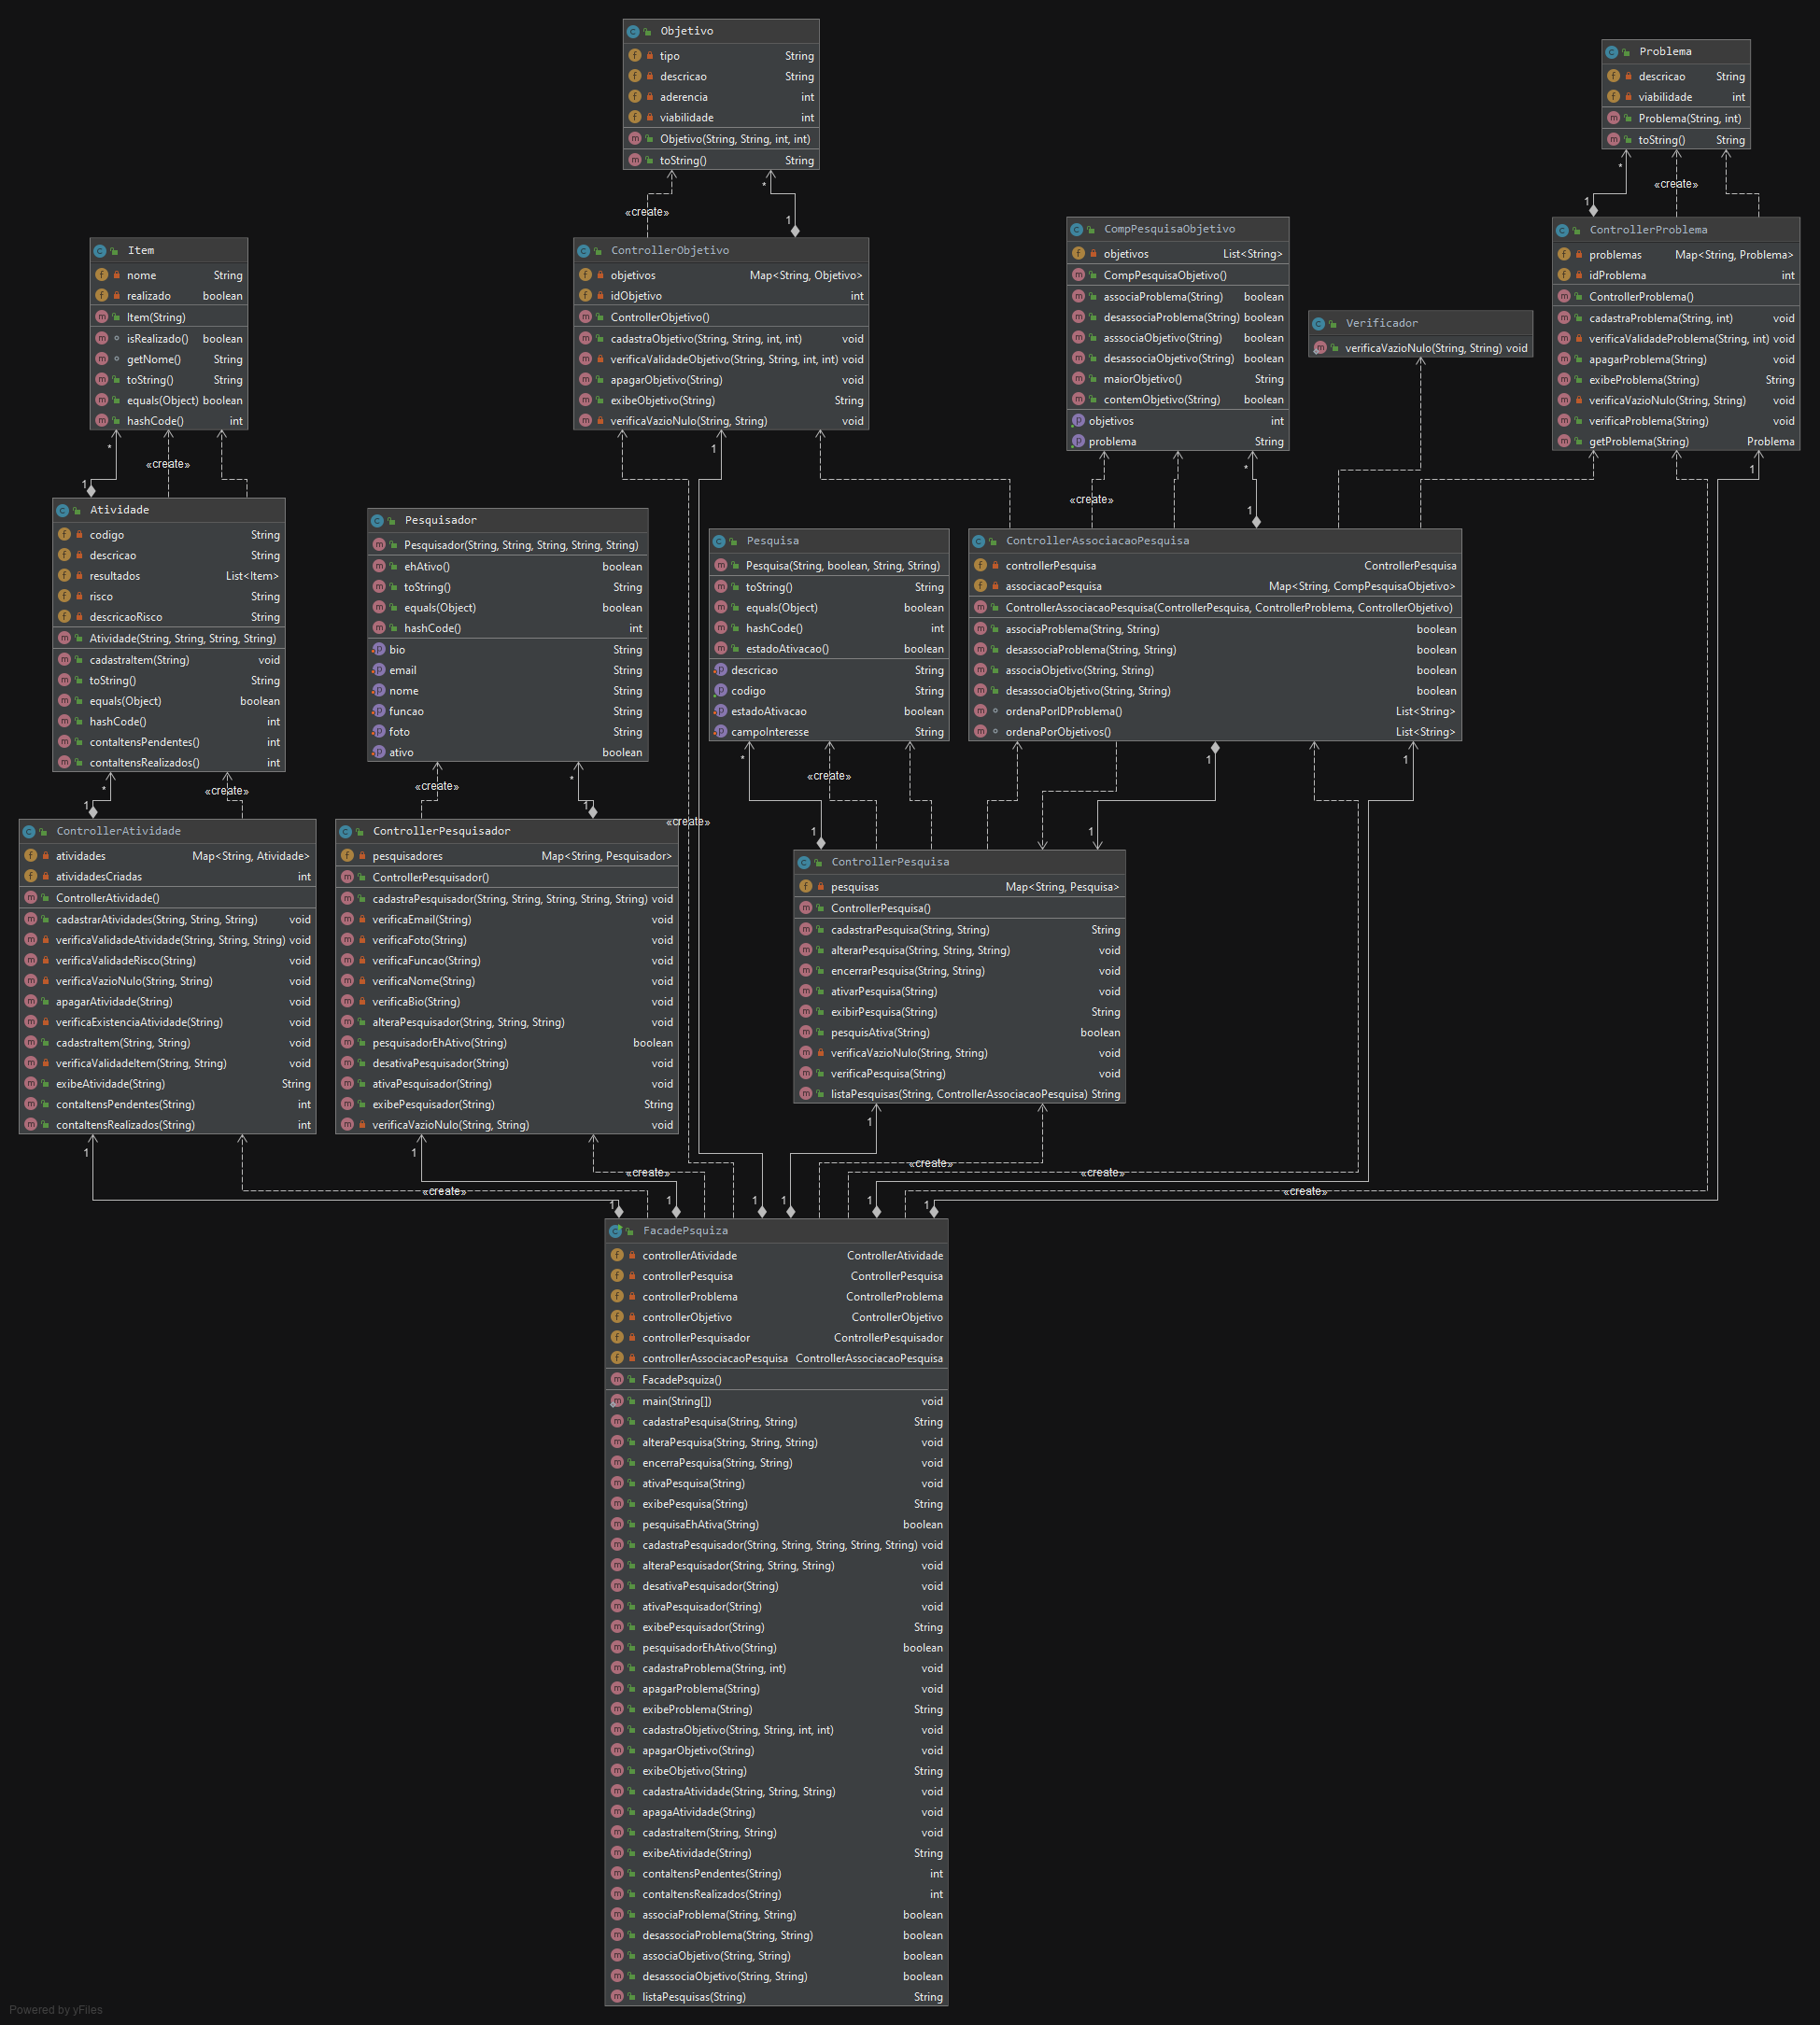 Objetivo
tipo String
descricao String
aderencia int
viabilidade int
Objetivo(String, String, int, int)
toString() String
Problema
descricao String
viabilidade int
Problema(String, int)
toString() String
«create»
*
1
*
1
«create»
Item
nome String
realizado boolean
Item(String)
isRealizado() boolean
getNome() String
toString() String
equals(Object) boolean
hashCode() int
ControllerObjetivo
objetivos Map<String, Objetivo>
idObjetivo int
ControllerObjetivo()
cadastraObjetivo(String, String, int, int) void
verificaValidadeObjetivo(String, String, int, int) void
apagarObjetivo(String) void
exibeObjetivo(String) String
verificaVazioNulo(String, String) void
CompPesquisaObjetivo
objetivos List<String>
CompPesquisaObjetivo()
associaProblema(String) boolean
desassociaProblema(String) boolean
asssociaObjetivo(String) boolean
desassociaObjetivo(String) boolean
maiorObjetivo() String
contemObjetivo(String) boolean
objetivos int
problema String
Verificador
verificaVazioNulo(String, String) void
ControllerProblema
problemas Map<String, Problema>
idProblema int
ControllerProblema()
cadastraProblema(String, int) void
verificaValidadeProblema(String, int) void
apagarProblema(String) void
exibeProblema(String) String
verificaVazioNulo(String, String) void
verificaProblema(String) void
getProblema(String) Problema
*
1
«create»
1
«create»
*
1
1
Atividade
codigo String
descricao String
resultados List<Item>
risco String
descricaoRisco String
Atividade(String, String, String, String)
cadastraItem(String) void
toString() String
equals(Object) boolean
hashCode() int
contaItensPendentes() int
contaItensRealizados() int
Pesquisador
Pesquisador(String, String, String, String, String)
ehAtivo() boolean
toString() String
equals(Object) boolean
hashCode() int
bio String
email String
nome String
funcao String
foto String
ativo boolean
Pesquisa
Pesquisa(String, boolean, String, String)
toString() String
equals(Object) boolean
hashCode() int
estadoAtivacao() boolean
descricao String
codigo String
estadoAtivacao boolean
campoInteresse String
ControllerAssociacaoPesquisa
controllerPesquisa ControllerPesquisa
associacaoPesquisa Map<String, CompPesquisaObjetivo>
ControllerAssociacaoPesquisa(ControllerPesquisa, ControllerProblema, ControllerObjetivo)
associaProblema(String, String) boolean
desassociaProblema(String, String) boolean
associaObjetivo(String, String) boolean
desassociaObjetivo(String, String) boolean
ordenaPorIDProblema() List<String>
ordenaPorObjetivos() List<String>
*
1
«create»
«create»
*
1
«create»
*
«create»
1
1
1
1
ControllerAtividade
atividades Map<String, Atividade>
atividadesCriadas int
ControllerAtividade()
cadastrarAtividades(String, String, String) void
verificaValidadeAtividade(String, String, String) void
verificaValidadeRisco(String) void
verificaVazioNulo(String, String) void
apagarAtividade(String) void
verificaExistenciaAtividade(String) void
cadastraItem(String, String) void
verificaValidadeItem(String, String) void
exibeAtividade(String) String
contaItensPendentes(String) int
contaItensRealizados(String) int
ControllerPesquisador
pesquisadores Map<String, Pesquisador>
ControllerPesquisador()
cadastraPesquisador(String, String, String, String, String) void
verificaEmail(String) void
verificaFoto(String) void
verificaFuncao(String) void
verificaNome(String) void
verificaBio(String) void
alteraPesquisador(String, String, String) void
pesquisadorEhAtivo(String) boolean
desativaPesquisador(String) void
ativaPesquisador(String) void
exibePesquisador(String) String
verificaVazioNulo(String, String) void
ControllerPesquisa
pesquisas Map<String, Pesquisa>
ControllerPesquisa()
cadastrarPesquisa(String, String) String
alterarPesquisa(String, String, String) void
encerrarPesquisa(String, String) void
ativarPesquisa(String) void
exibirPesquisa(String) String
pesquisAtiva(String) boolean
verificaVazioNulo(String, String) void
verificaPesquisa(String) void
listaPesquisas(String, ControllerAssociacaoPesquisa) String
1
1
1
«create»
«create»
«create»
«create»
«create»
1
1
1
1
1
1
FacadePsquiza
controllerAtividade ControllerAtividade
controllerPesquisa ControllerPesquisa
controllerProblema ControllerProblema
controllerObjetivo ControllerObjetivo
controllerPesquisador ControllerPesquisador
controllerAssociacaoPesquisa ControllerAssociacaoPesquisa
FacadePsquiza()
main(String[]) void
cadastraPesquisa(String, String) String
alteraPesquisa(String, String, String) void
encerraPesquisa(String, String) void
ativaPesquisa(String) void
exibePesquisa(String) String
pesquisaEhAtiva(String) boolean
cadastraPesquisador(String, String, String, String, String) void
alteraPesquisador(String, String, String) void
desativaPesquisador(String) void
ativaPesquisador(String) void
exibePesquisador(String) String
pesquisadorEhAtivo(String) boolean
cadastraProblema(String, int) void
apagarProblema(String) void
exibeProblema(String) String
cadastraObjetivo(String, String, int, int) void
apagarObjetivo(String) void
exibeObjetivo(String) String
cadastraAtividade(String, String, String) void
apagaAtividade(String) void
cadastraItem(String, String) void
exibeAtividade(String) String
contaItensPendentes(String) int
contaItensRealizados(String) int
associaProblema(String, String) boolean
desassociaProblema(String, String) boolean
associaObjetivo(String, String) boolean
desassociaObjetivo(String, String) boolean
listaPesquisas(String) String
Powered by yFiles